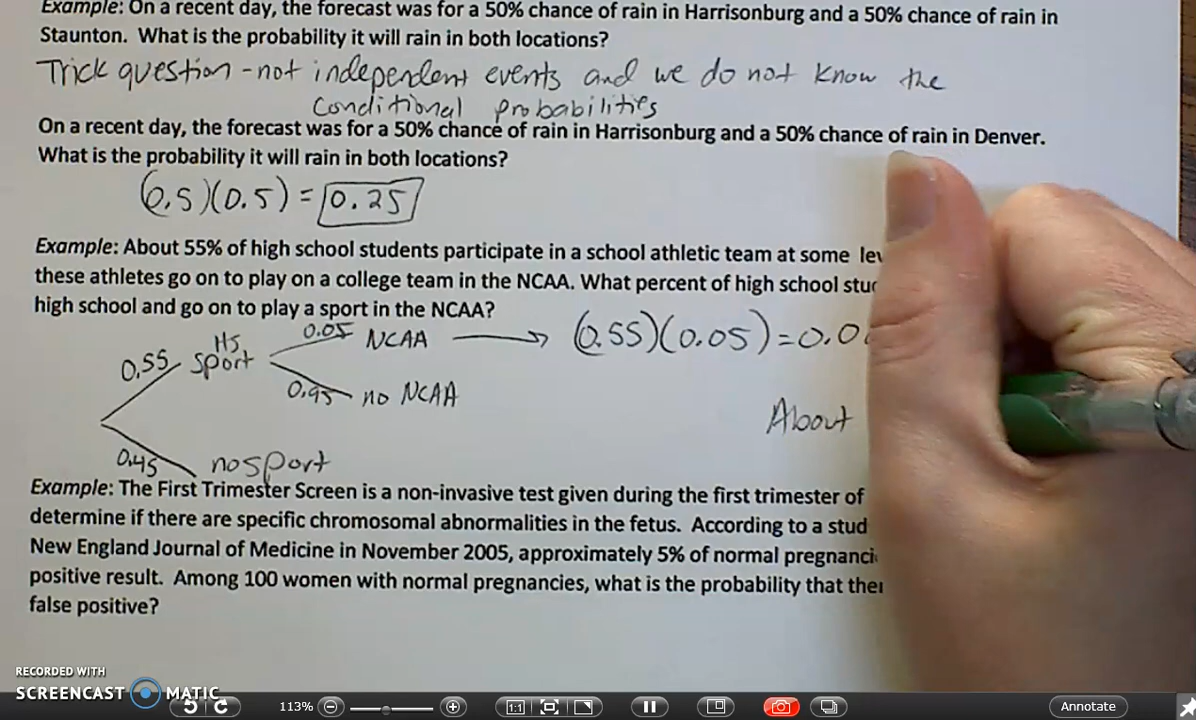 Example: On a recent day, the forecast was for a 50% chance of rain in Harrisonburg and a 50% chance of rain in
Staunton. What is the probability it will rain in both locations?
Trick question - not independent events and we do not know the
conditional probabilities
On a recent day, the forecast was for a 50% chance of rain in Harrisonburg and a 50% chance of rain in Denver.
What is the probability it will rain in both locations?
(0.5)(0.5) = 0.25
Example: About 55% of high school students participate in a school athletic team at some
these athletes go on to play on a college team in the NCAA. What percent of high school
high school and go on to play a sport in the NCAA?
0.55 HS sport 0.05 NCAA → (0.55)(0.05) = 0.0
0.95 no NCAA
About
0.45 no sport
Example: The First Trimester Screen is a non-invasive test given during the first trimester of
determine if there are specific chromosomal abnormalities in the fetus. According to a
New England Journal of Medicine in November 2005, approximately 5% of normal
positive result. Among 100 women with normal pregnancies, what is the probability that
false positive?
RECORDED WITH
SCREENCAST MATIC
113% 1:1 Annotate